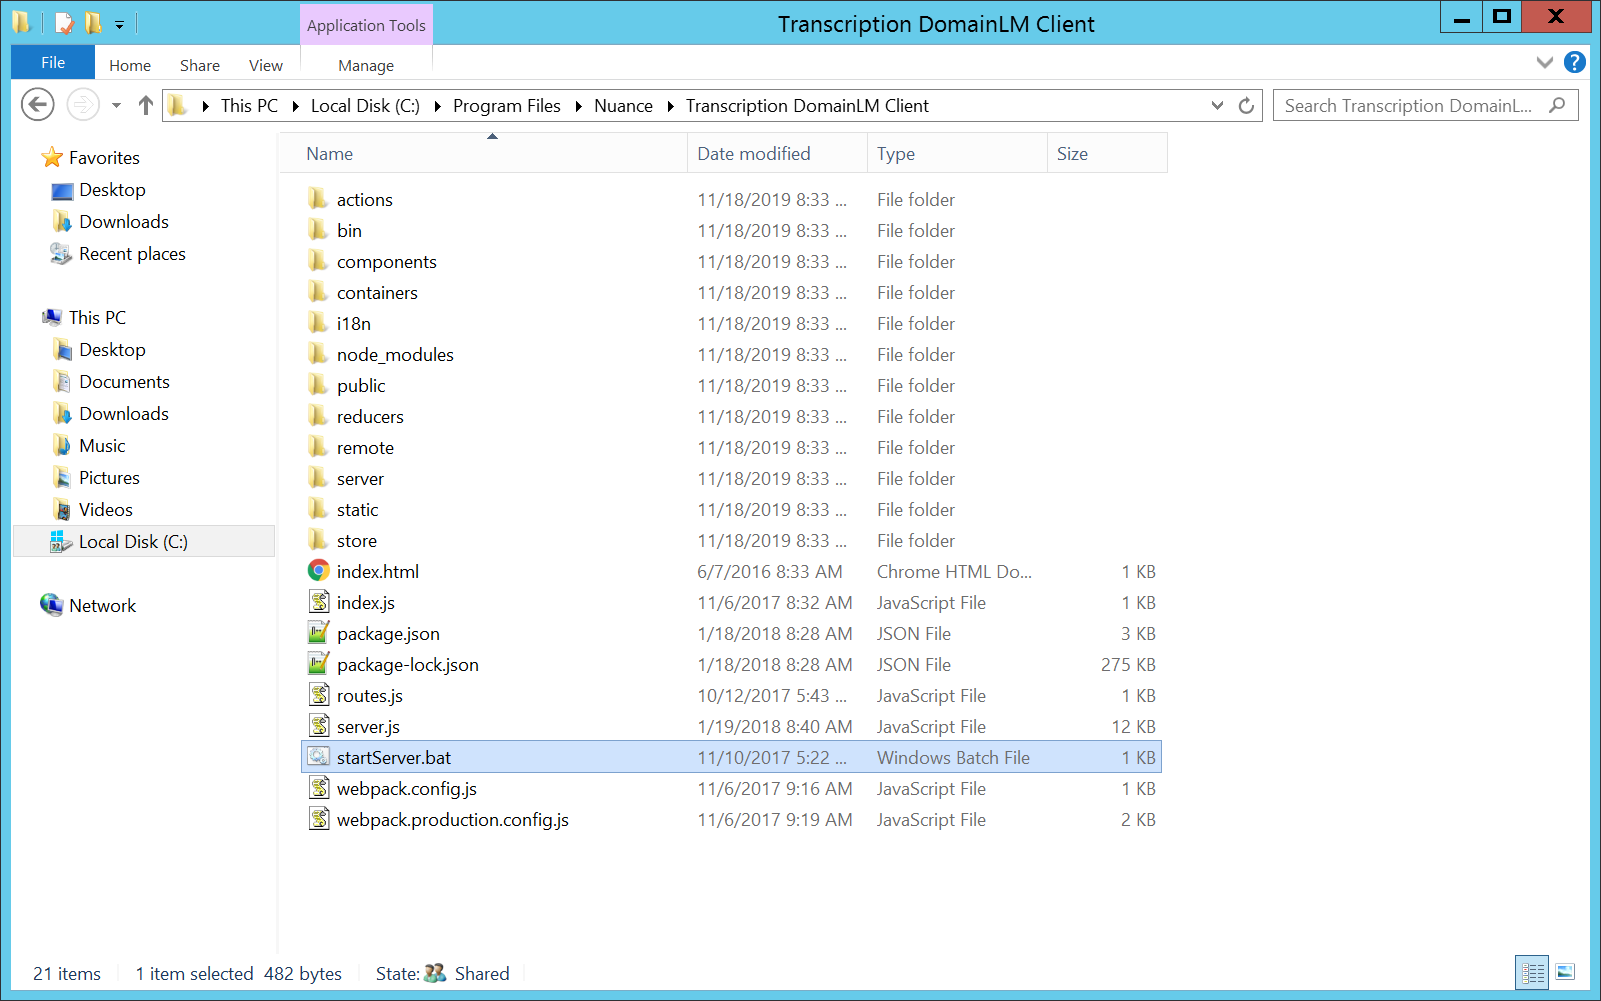 Application Tools
Transcription DomainLM Client
File Home Share View Manage
This PC Local Disk (C:) Program Files Nuance Transcription DomainLM Client
Search Transcription DomainL...
Favorites
Desktop
Downloads
Recent places
This PC
Desktop
Documents
Downloads
Music
Pictures
Videos
Local Disk (C:)
Network
Name Date modified Type Size
actions 11/18/2019 8:33 ... File folder
bin 11/18/2019 8:33 ... File folder
components 11/18/2019 8:33 ... File folder
containers 11/18/2019 8:33 ... File folder
i18n 11/18/2019 8:33 ... File folder
node_modules 11/18/2019 8:33 ... File folder
public 11/18/2019 8:33 ... File folder
reducers 11/18/2019 8:33 ... File folder
remote 11/18/2019 8:33 ... File folder
server 11/18/2019 8:33 ... File folder
static 11/18/2019 8:33 ... File folder
store 11/18/2019 8:33 ... File folder
index.html 6/7/2016 8:33 AM Chrome HTML Do... 1 KB
index.js 11/6/2017 8:32 AM JavaScript File 1 KB
package.json 1/18/2018 8:28 AM JSON File 3 KB
package-lock.json 1/18/2018 8:28 AM JSON File 275 KB
routes.js 10/12/2017 5:43 ... JavaScript File 1 KB
server.js 1/19/2018 8:40 AM JavaScript File 12 KB
startServer.bat 11/10/2017 5:22 ... Windows Batch File 1 KB
webpack.config.js 11/6/2017 9:16 AM JavaScript File 1 KB
webpack.production.config.js 11/6/2017 9:19 AM JavaScript File 2 KB
21 items 1 item selected 482 bytes State: Shared